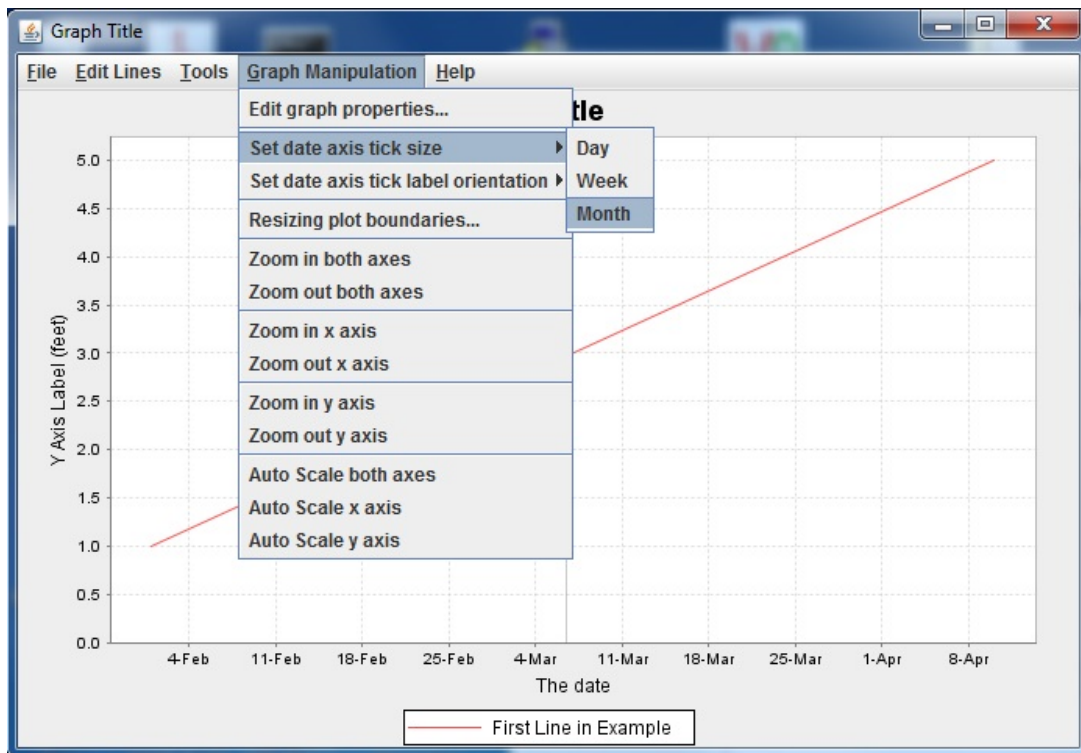 Graph Title
File Edit Lines Tools Graph Manipulation Help
Edit graph properties...
Set date axis tick size
Set date axis tick label orientation
Resizing plot boundaries...
Zoom in both axes
Zoom out both axes
Zoom in x axis
Zoom out x axis
Zoom in y axis
Zoom out y axis
Auto Scale both axes
Auto Scale x axis
Auto Scale y axis
Day
Week
Month
tle
Y Axis Label (feet)
5.0
4.5
4.0
3.5
3.0
2.5
2.0
1.5
1.0
0.5
0.0
4-Feb 11-Feb 18-Feb 25-Feb 4-Mar 11-Mar 18-Mar 25-Mar 1-Apr 8-Apr
The date
First Line in Example